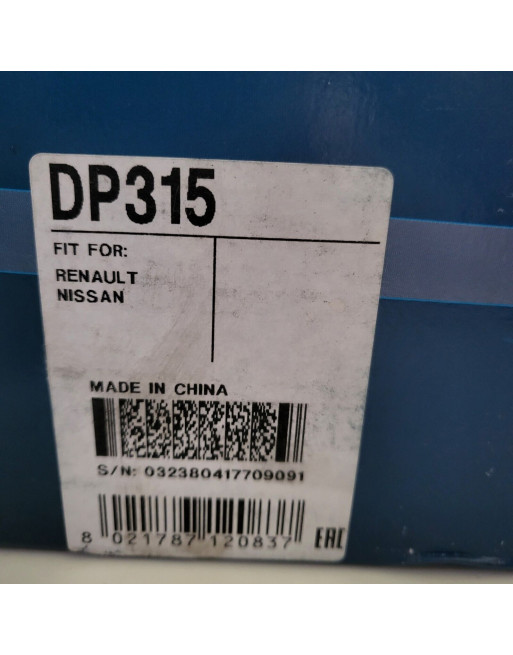 DP315
FIT FOR:
RENAULT
NISSAN
MADE IN CHINA
S/N: 032380417709091
8 021787 120837
EAC